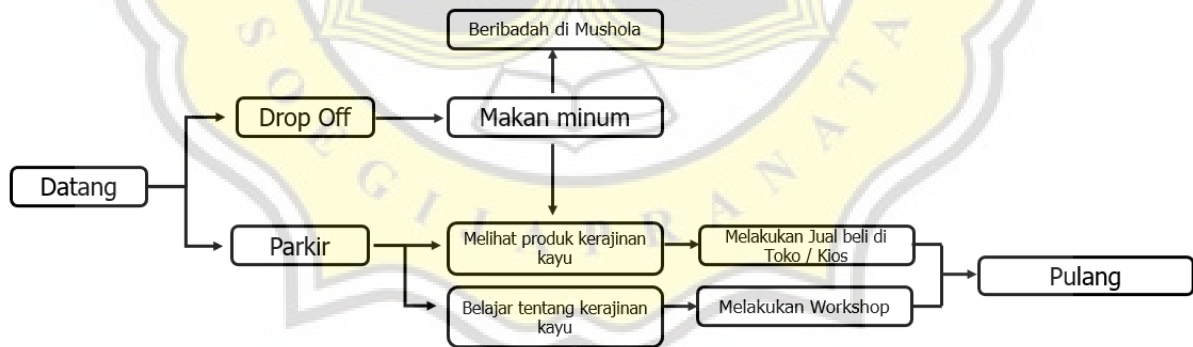 Beribadah di Mushola
Drop Off
Makan minum
Datang
Parkir
Melihat produk kerajinan
kayu
Melakukan Jual beli di
Toko / Kios
Pulang
Belajar tentang kerajinan
kayu
Melakukan Workshop
SOEGIJAPRANATA